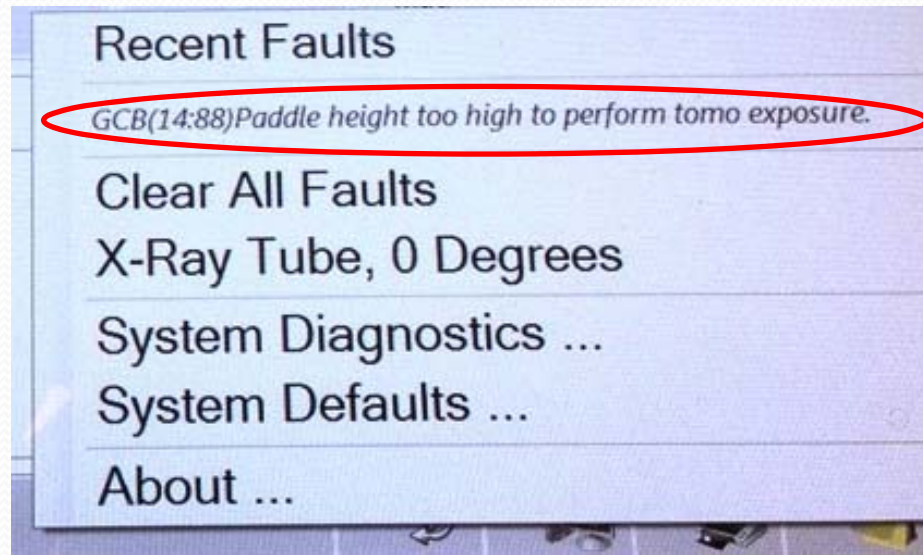 Recent Faults
GCB(14:88)Paddle height too high to perform tomo exposure.
Clear All Faults
X-Ray Tube, 0 Degrees
System Diagnostics ...
System Defaults ...
About ...